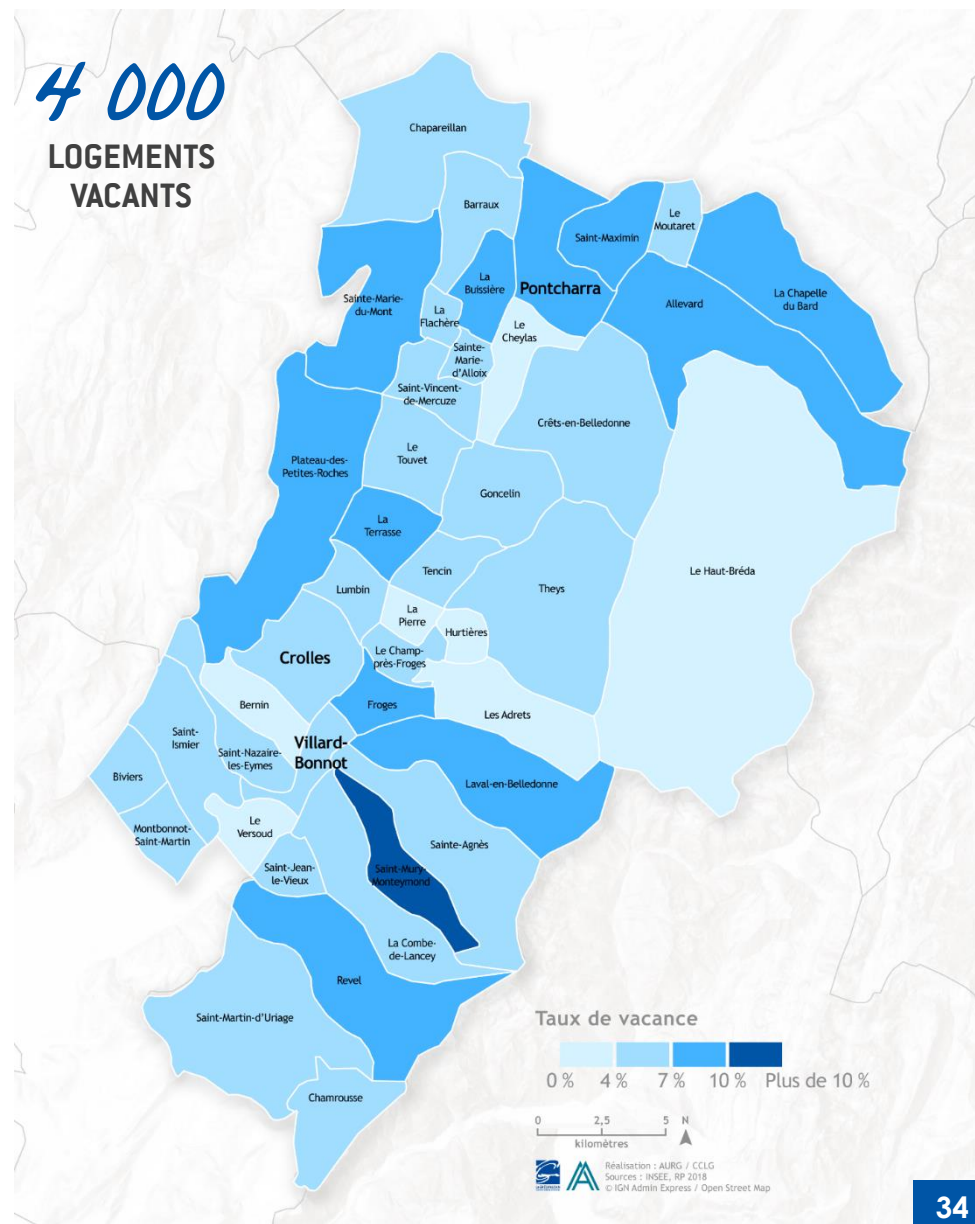 4 000
LOGEMENTS
VACANTS
Chapareillan
Barraux
Le
Moutaret
Saint-Maximin
La
Buissière
Pontcharra
La Chapelle
du Bard
Allevard
Sainte-Marie-
du-Mont
La
Flachère
Le
Cheylas
Sainte-
Marie-
d'Alloix
Saint-Vincent-
de-Mercuze
Crêts-en-Belledonne
Le
Touvet
Plateau-des-
Petites-Roches
Goncelin
La
Terrasse
Tencin
Le Haut-Bréda
Lumbin
Theys
La
Pierre
Hurtières
Crolles
Le Champ-
près-Froges
Bernin
Froges
Les Adrets
Saint-
Ismier
Villard-
Bonnot
Saint-Nazaire-
les-Eymes
Biviers
Laval-en-Belledonne
Montbonnot-
Saint-Martin
Le
Versoud
Sainte-Agnès
Saint-Jean-
le-Vieux
Saint-Mury-
Monteymond
La Combe-
de-Lancey
Revel
Saint-Martin-d'Uriage
Chamrousse
Taux de vacance
0 % 4 % 7 % 10 % Plus de 10 %
0 2,5 5 N
kilomètres
Réalisation : AURG / CCLG
Sources : INSEE, RP 2018
© IGN Admin Express / Open Street Map
34